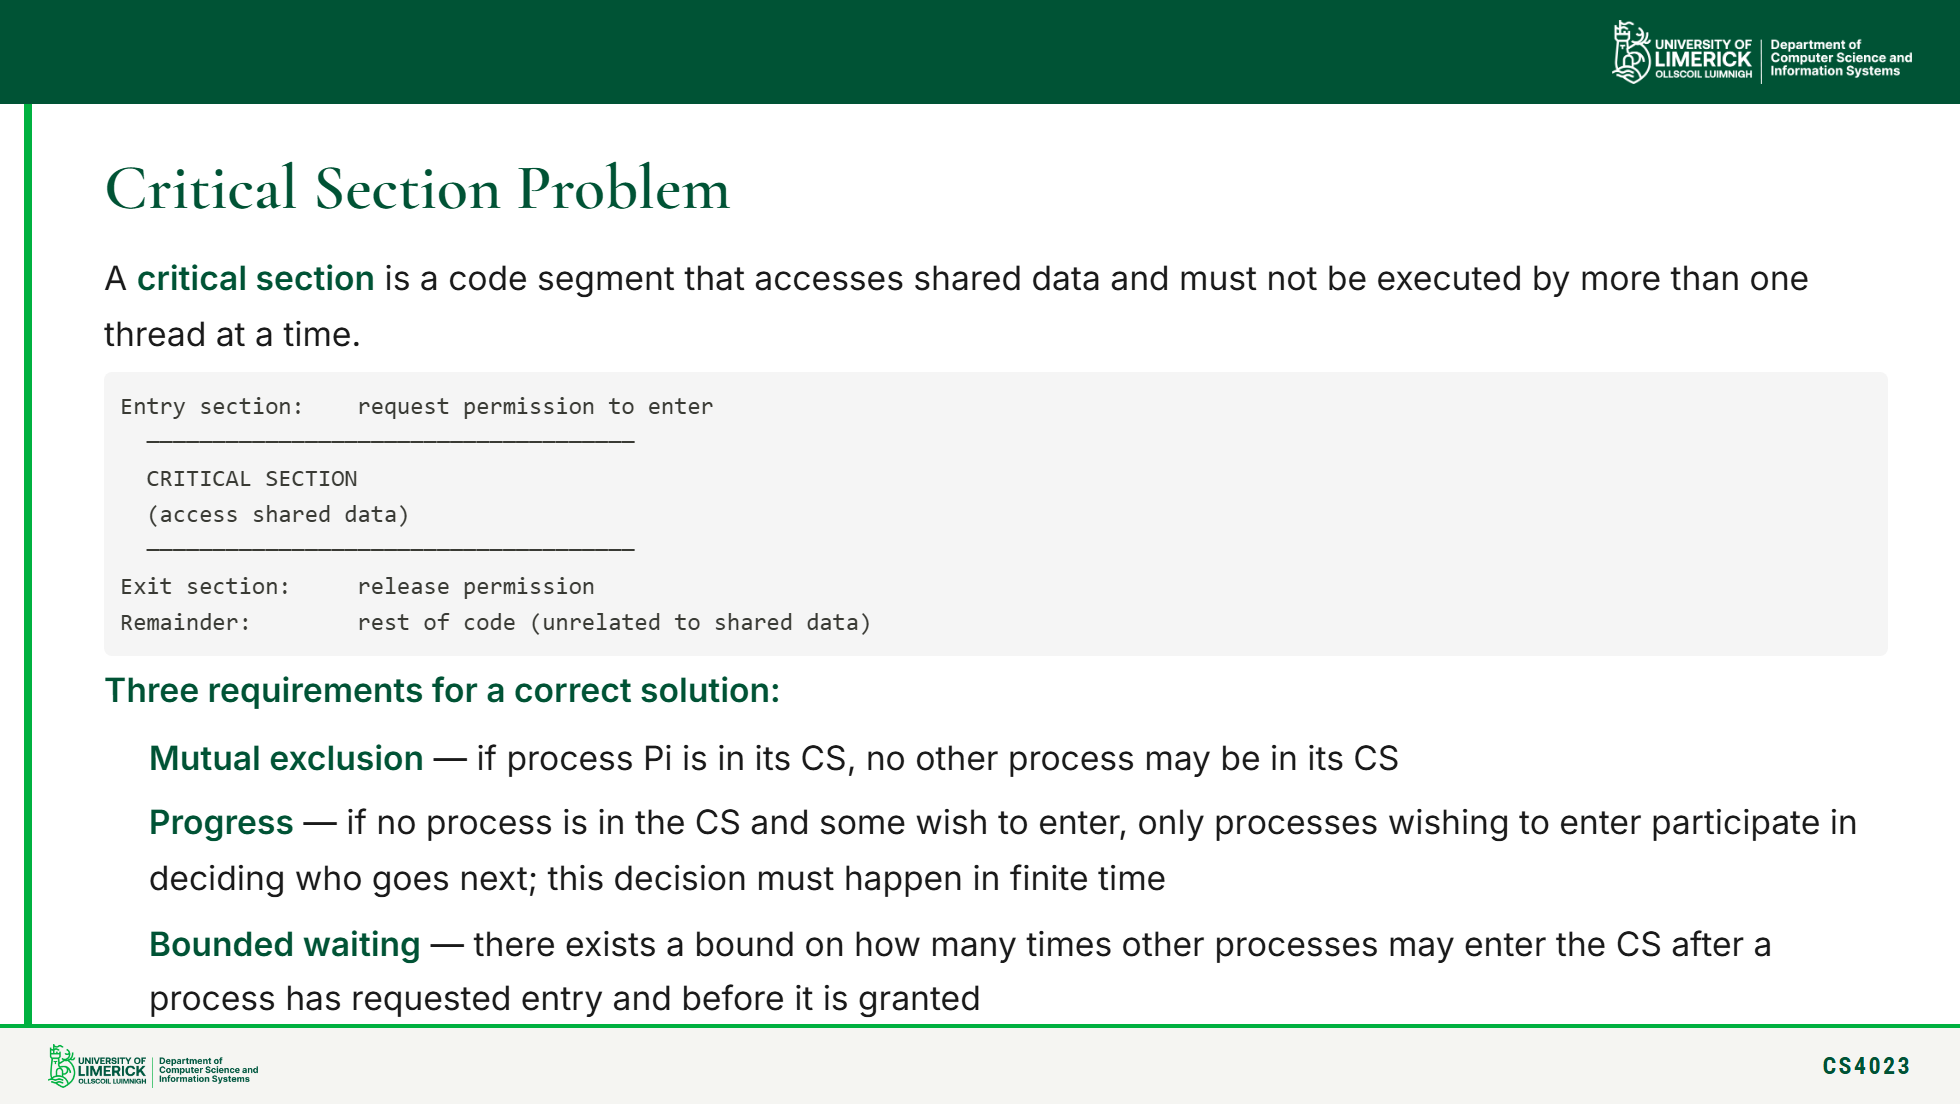 UNIVERSITY OF
LIMERICK
OLLSCOIL LUIMNIGH
Department of
Computer Science and
Information Systems
Critical Section Problem
A critical section is a code segment that accesses shared data and must not be executed by more than one
thread at a time.
Entry section:    request permission to enter
─────────────────────────────────────
CRITICAL SECTION
(access shared data)
─────────────────────────────────────
Exit section:     release permission
Remainder:        rest of code (unrelated to shared data)
Three requirements for a correct solution:
Mutual exclusion — if process Pi is in its CS, no other process may be in its CS
Progress — if no process is in the CS and some wish to enter, only processes wishing to enter participate in
deciding who goes next; this decision must happen in finite time
Bounded waiting — there exists a bound on how many times other processes may enter the CS after a
process has requested entry and before it is granted
UNIVERSITY OF
LIMERICK
OLLSCOIL LUIMNIGH
Department of
Computer Science and
Information Systems
CS4023